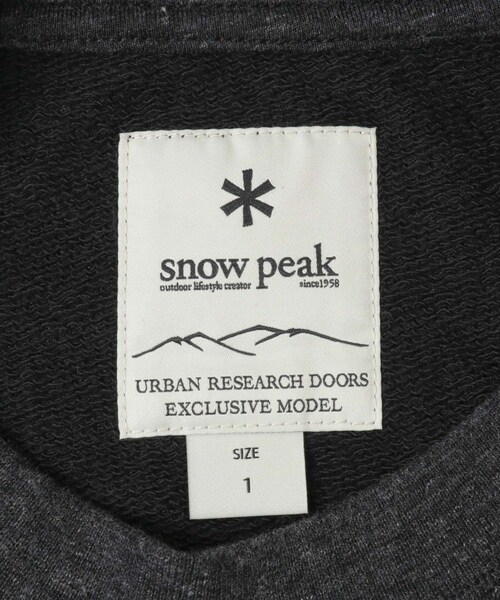 snow peak
outdoor lifestyle creator since1958
URBAN RESEARCH DOORS
EXCLUSIVE MODEL
SIZE
1